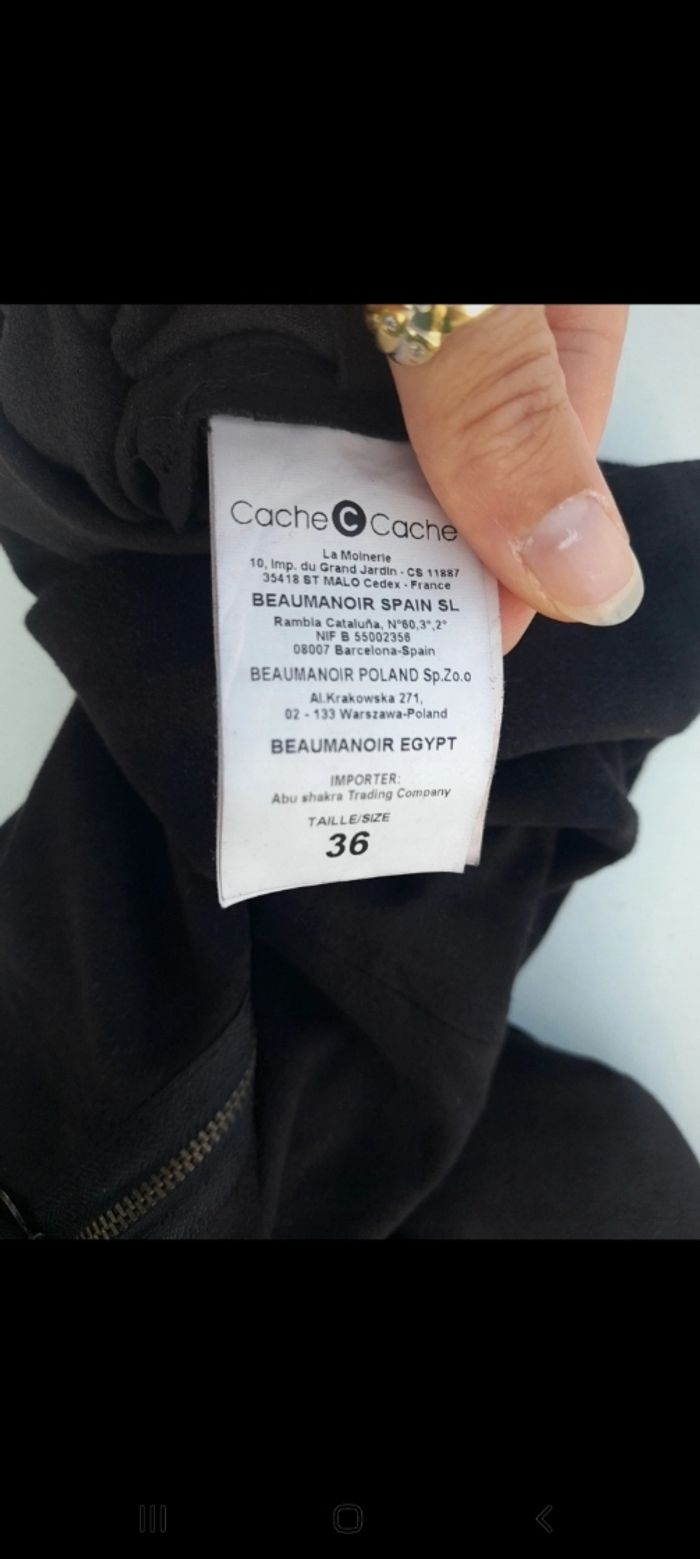 Cache C Cache
La Moinerie
10, Imp. du Grand Jardin - CS 11887
35418 ST MALO Cedex - France
BEAUMANOIR SPAIN SL
Rambla Cataluña, N°60,3°,2°
NIF B 55002356
08007 Barcelona-Spain
BEAUMANOIR POLAND Sp.Zo.o
Al.Krakowska 271,
02 - 133 Warszawa-Poland
BEAUMANOIR EGYPT
IMPORTER:
Abu shakra Trading Company
TAILLE/SIZE
36